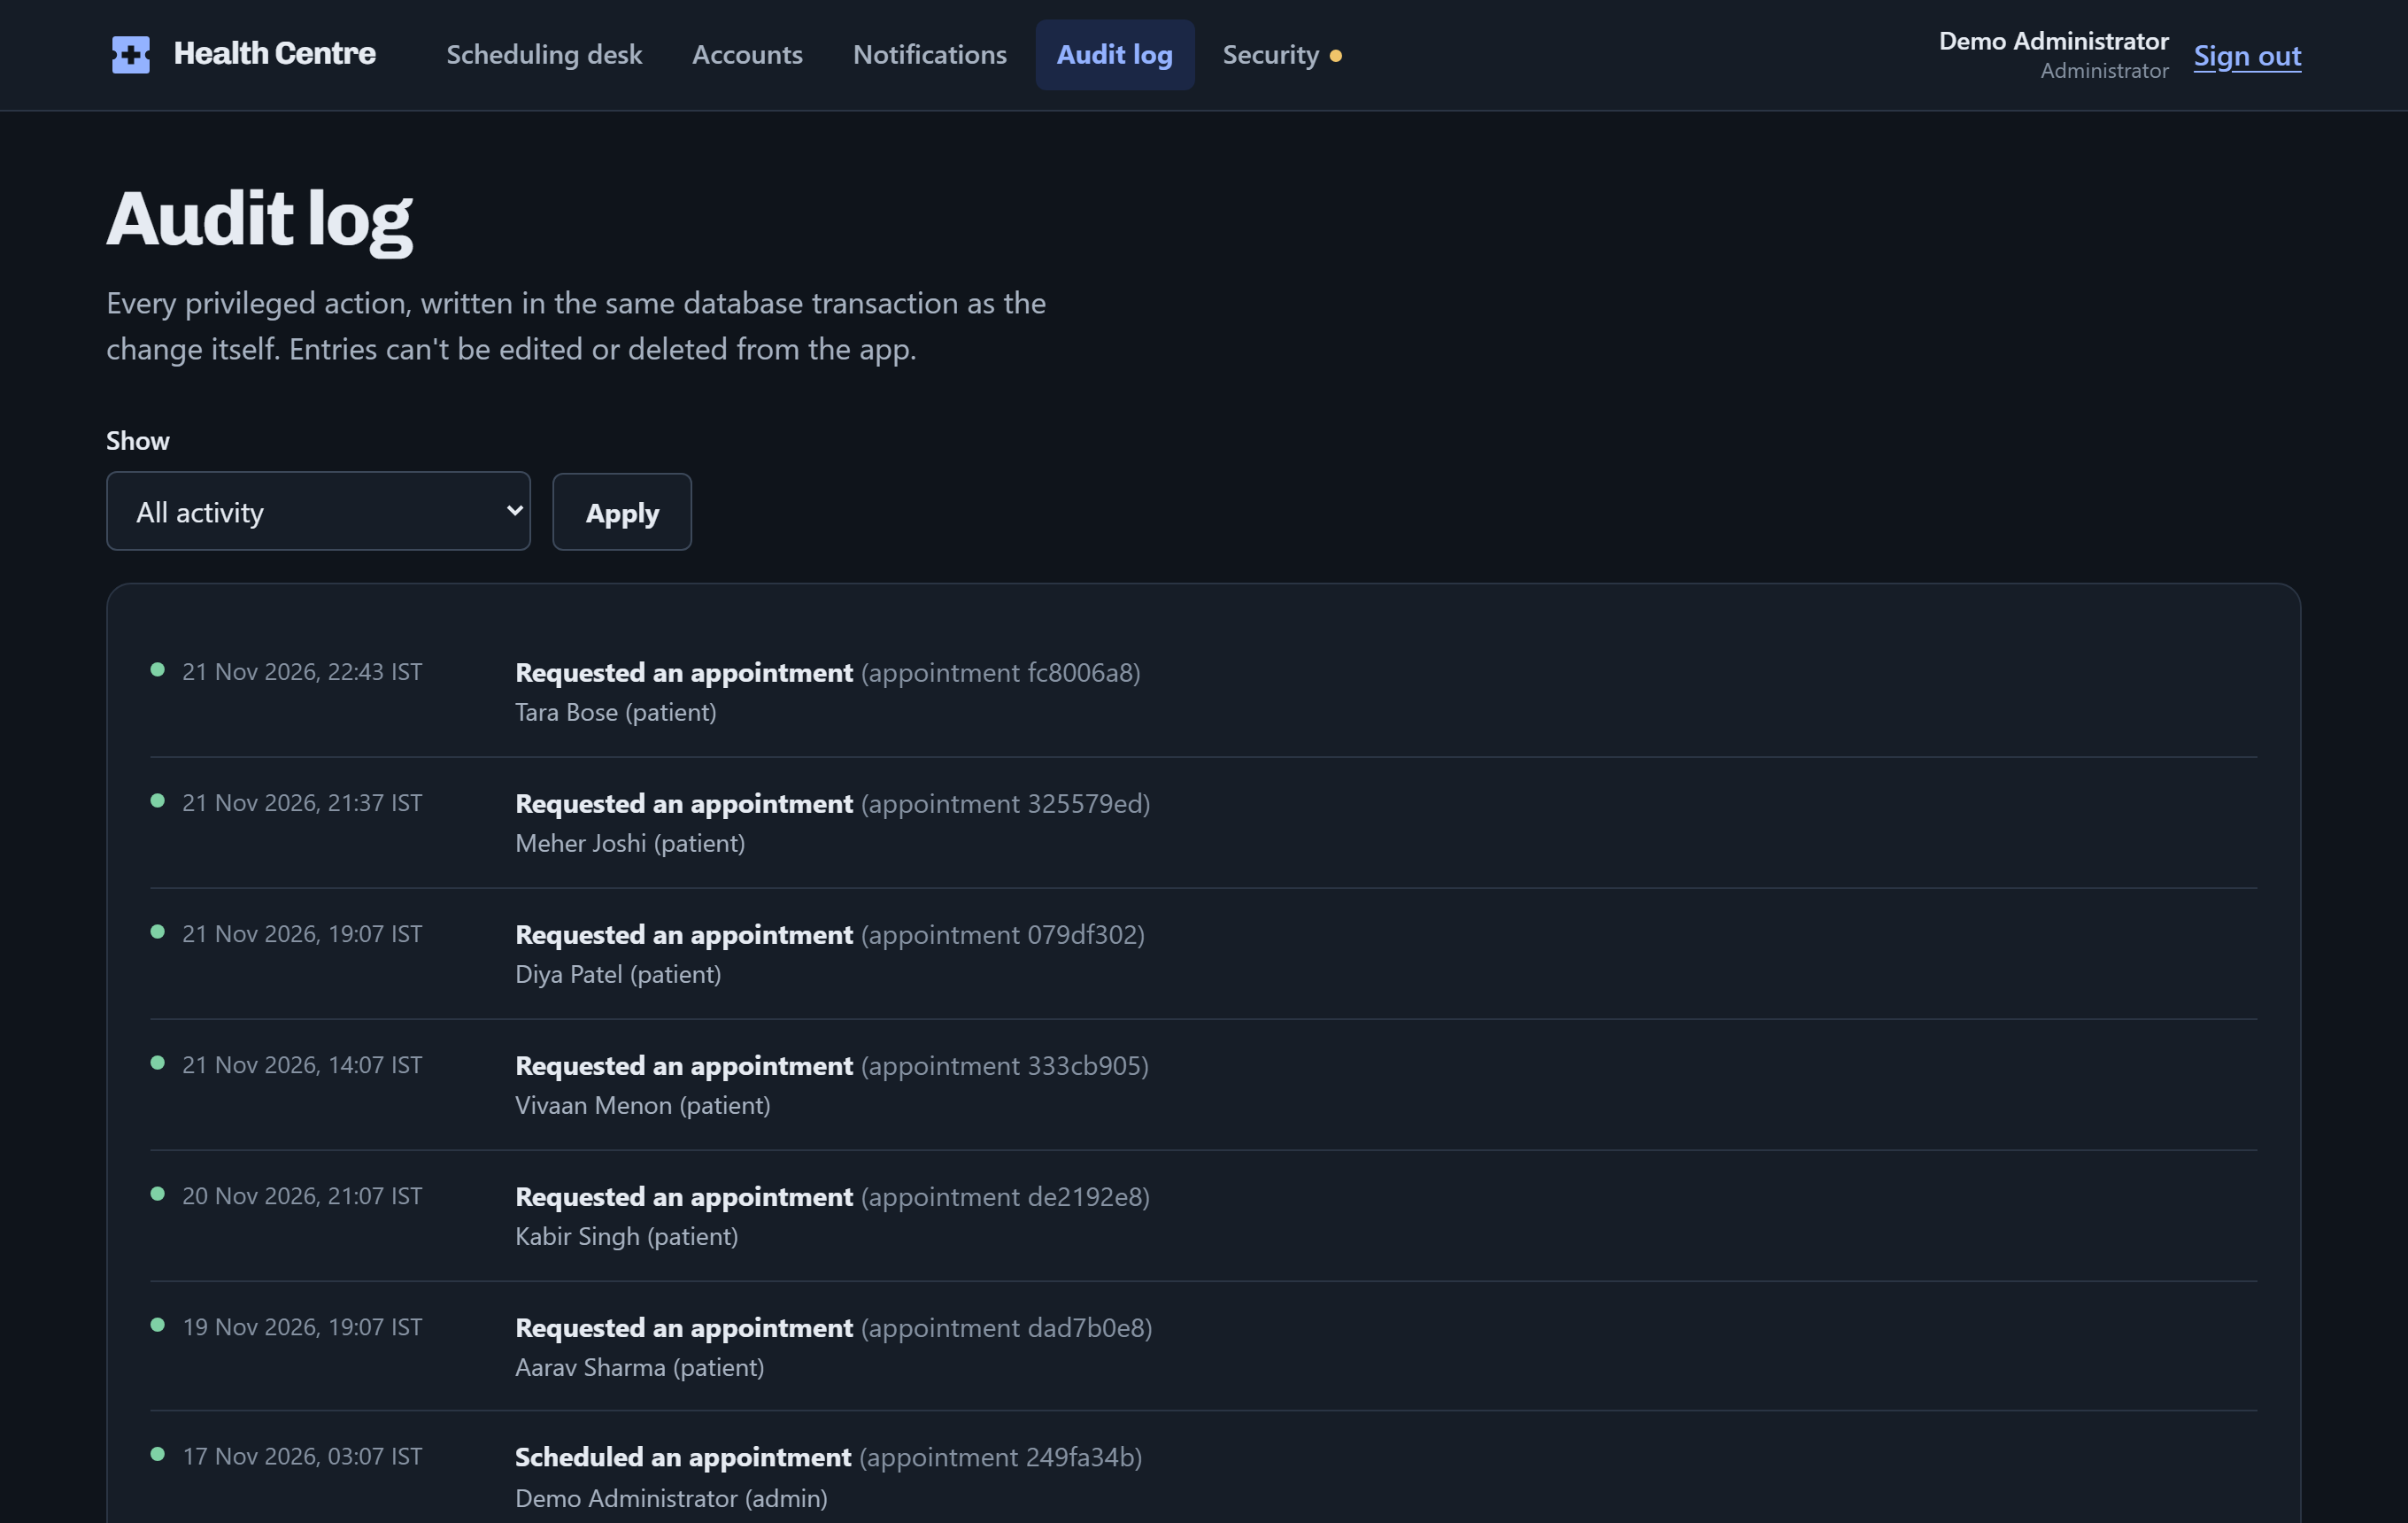 Health Centre
Scheduling desk
Accounts
Notifications
Audit log
Security
Demo Administrator
Administrator
Sign out
Audit log
Every privileged action, written in the same database transaction as the
change itself. Entries can't be edited or deleted from the app.
Show
All activity
Apply
21 Nov 2026, 22:43 IST
Requested an appointment (appointment fc8006a8)
Tara Bose (patient)
21 Nov 2026, 21:37 IST
Requested an appointment (appointment 325579ed)
Meher Joshi (patient)
21 Nov 2026, 19:07 IST
Requested an appointment (appointment 079df302)
Diya Patel (patient)
21 Nov 2026, 14:07 IST
Requested an appointment (appointment 333cb905)
Vivaan Menon (patient)
20 Nov 2026, 21:07 IST
Requested an appointment (appointment de2192e8)
Kabir Singh (patient)
19 Nov 2026, 19:07 IST
Requested an appointment (appointment dad7b0e8)
Aarav Sharma (patient)
17 Nov 2026, 03:07 IST
Scheduled an appointment (appointment 249fa34b)
Demo Administrator (admin)